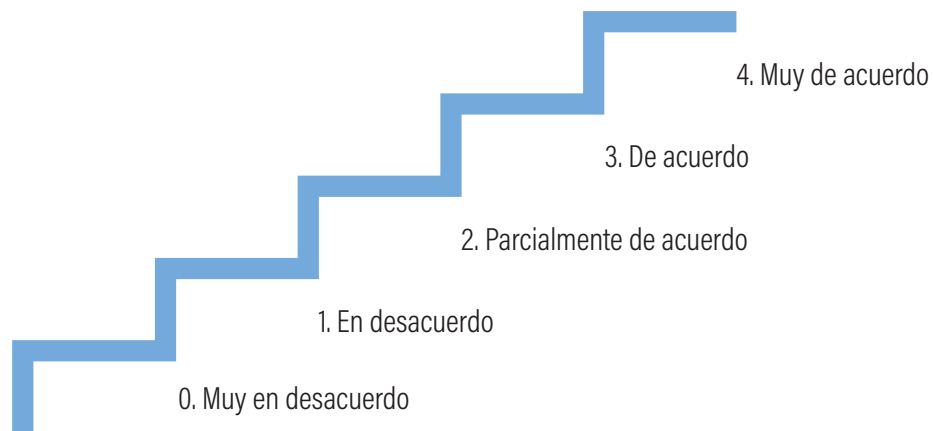 4. Muy de acuerdo
3. De acuerdo
2. Parcialmente de acuerdo
1. En desacuerdo
0. Muy en desacuerdo